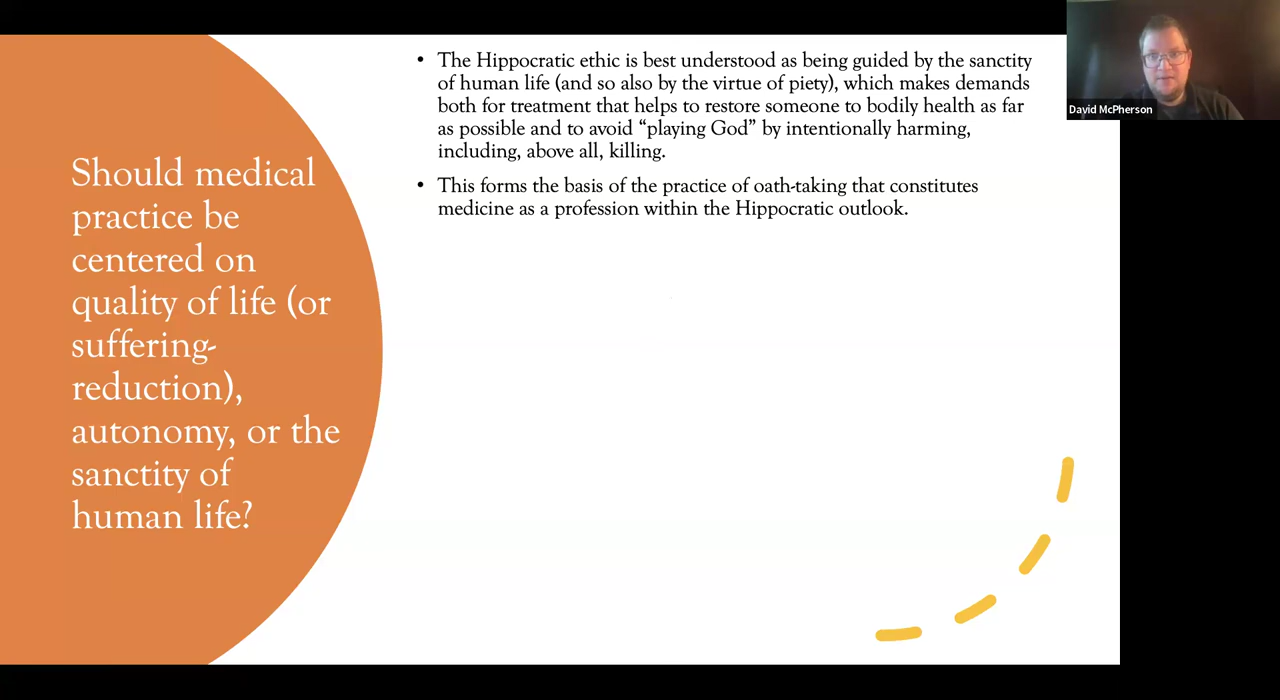 Should medical
practice be
centered on
quality of life (or
suffering-
reduction),
autonomy, or the
sanctity of
human life?
• The Hippocratic ethic is best understood as being guided by the sanctity
of human life (and so also by the virtue of piety), which makes demands
both for treatment that helps to restore someone to bodily health as far
as possible and to avoid “playing God” by intentionally harming,
including, above all, killing.
• This forms the basis of the practice of oath-taking that constitutes
medicine as a profession within the Hippocratic outlook.
David McPherson